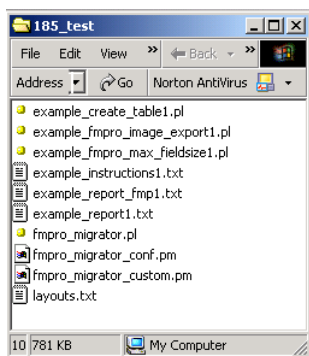 185_test
File Edit View » Back »
Address Go Norton AntiVirus
example_create_table1.pl
example_fmpro_image_export1.pl
example_fmpro_max_fieldsize1.pl
example_instructions1.txt
example_report_fmp1.txt
example_report1.txt
fmpro_migrator.pl
fmpro_migrator_conf.pm
fmpro_migrator_custom.pm
layouts.txt
10 781 KB My Computer